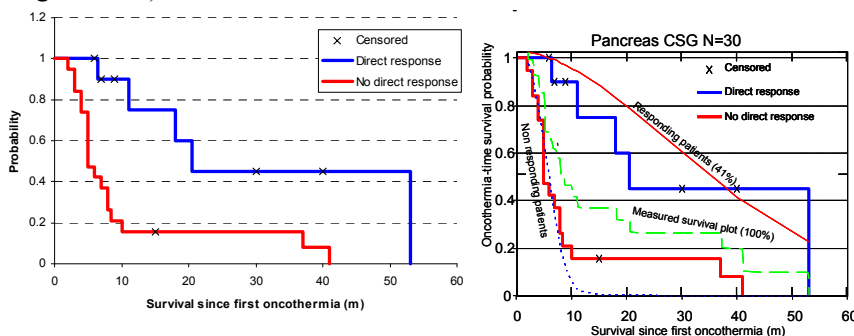 1.2
1
0.8
0.6
0.4
0.2
0
0 10 20 30 40 50 60
Probability
Survival since first oncothermia (m)
Censored
Direct response
No direct response
Pancreas CSG N=30
Oncothermia-time survival probability
1
0.8
0.6
0.4
0.2
0
0 10 20 30 40 50 60
Survival since first oncothermia (m)
Censored
Direct response
No direct response
Responding patients (41%)
Non responding patients
Measured survival plot (100%)